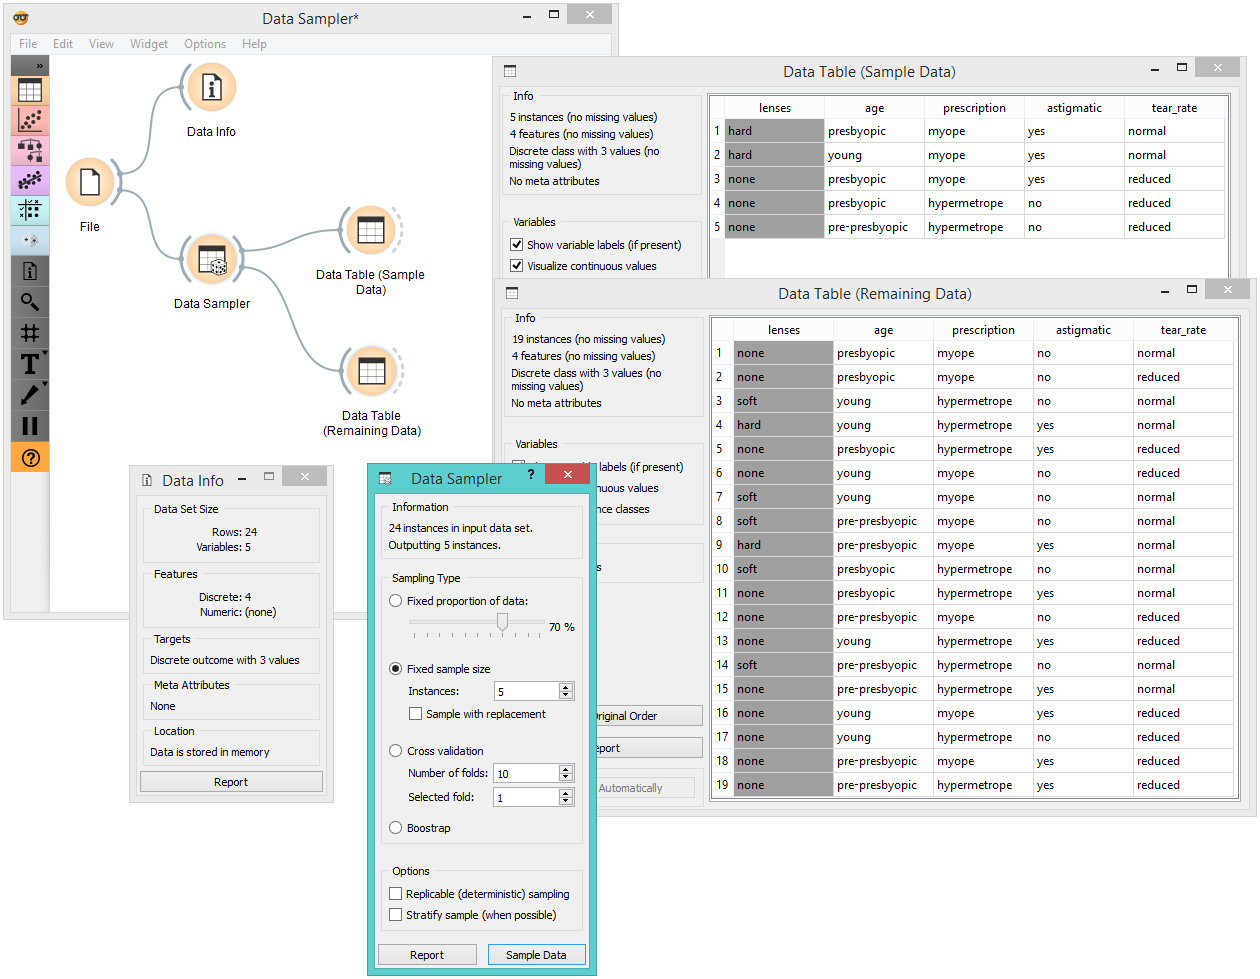 Data Sampler*
File Edit View Widget Options Help
»
Data Info
File
Data Sampler
Data Table (Sample
Data)
Data Table
(Remaining Data)
Data Table (Sample Data)
Info
5 instances (no missing values)
4 features (no missing values)
Discrete class with 3 values (no
missing values)
No meta attributes
Variables
Show variable labels (if present)
Visualize continuous values
lenses age prescription astigmatic tear_rate
1 hard presbyopic myope yes normal
2 hard young myope yes normal
3 none presbyopic myope yes reduced
4 none presbyopic hypermetrope no reduced
5 none pre-presbyopic hypermetrope no reduced
Data Table (Remaining Data)
Info
19 instances (no missing values)
4 features (no missing values)
Discrete class with 3 values (no
missing values)
No meta attributes
Variables
labels (if present)
nuous values
nce classes
s
Original Order
eport
Automatically
lenses age prescription astigmatic tear_rate
1 none presbyopic myope no normal
2 none presbyopic myope no reduced
3 soft young hypermetrope no normal
4 hard young hypermetrope yes normal
5 none presbyopic hypermetrope yes reduced
6 none young myope no reduced
7 soft young myope no normal
8 soft pre-presbyopic myope no normal
9 hard pre-presbyopic myope yes normal
10 soft presbyopic hypermetrope no normal
11 none presbyopic hypermetrope yes normal
12 none pre-presbyopic myope no reduced
13 none young hypermetrope yes reduced
14 soft pre-presbyopic hypermetrope no normal
15 none pre-presbyopic hypermetrope yes normal
16 none young myope yes reduced
17 none young hypermetrope no reduced
18 none pre-presbyopic myope yes reduced
19 none pre-presbyopic hypermetrope yes reduced
Data Info
Data Set Size
Rows: 24
Variables: 5
Features
Discrete: 4
Numeric: (none)
Targets
Discrete outcome with 3 values
Meta Attributes
None
Location
Data is stored in memory
Report
Data Sampler ?
Information
24 instances in input data set.
Outputting 5 instances.
Sampling Type
Fixed proportion of data:
70 %
Fixed sample size
Instances: 5
Sample with replacement
Cross validation
Number of folds: 10
Selected fold: 1
Boostrap
Options
Replicable (deterministic) sampling
Stratify sample (when possible)
Report Sample Data